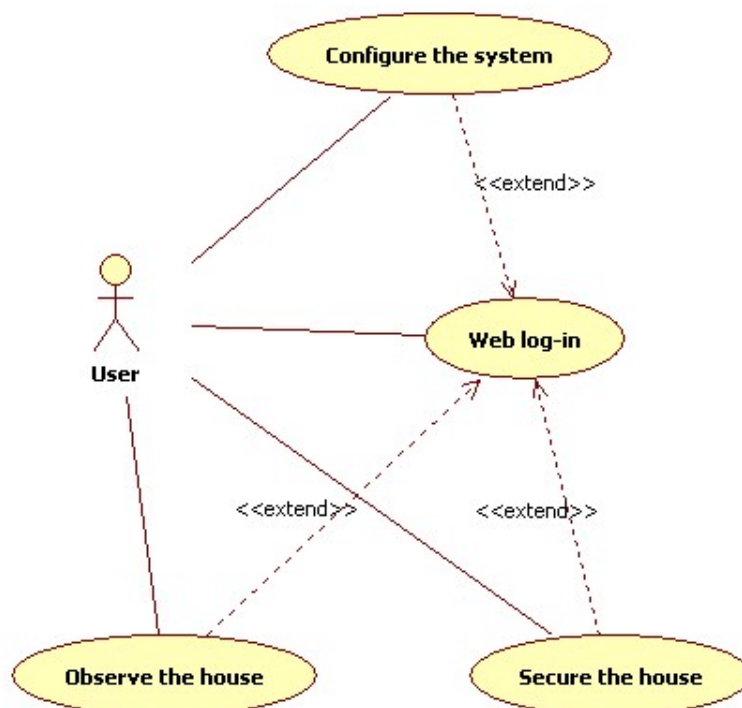 Configure the system
<<extend>>
Web log-in
User
<<extend>>
<<extend>>
Observe the house
Secure the house